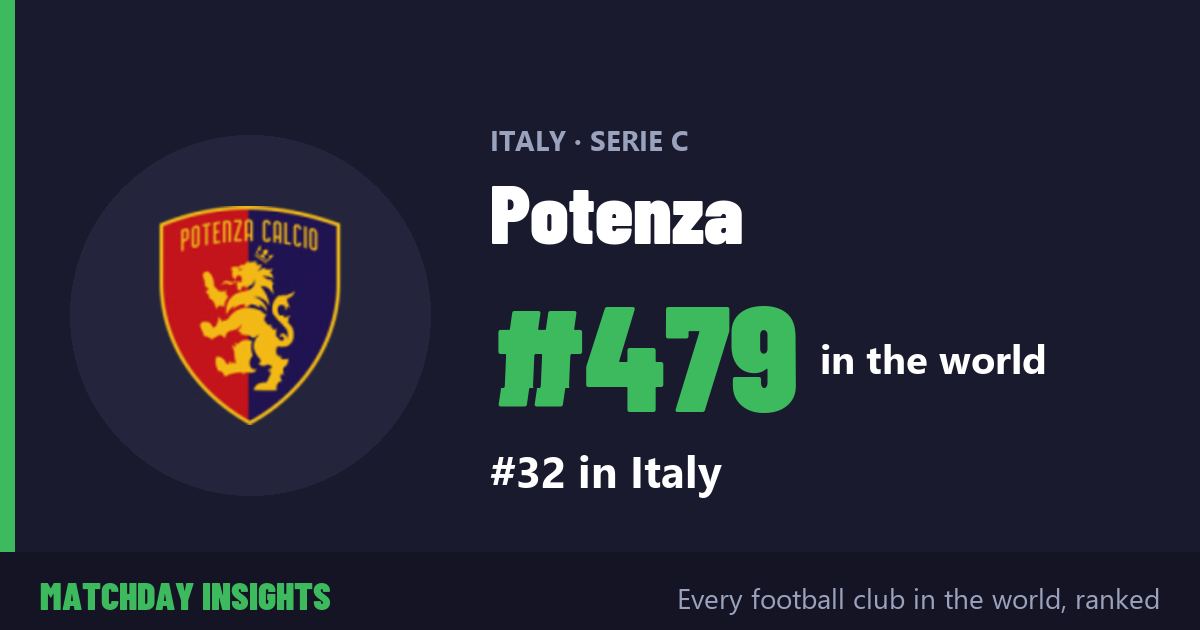 ITALY · SERIE C
POTENZA CALCIO
Potenza
#479 in the world
#32 in Italy
MATCHDAY INSIGHTS
Every football club in the world, ranked